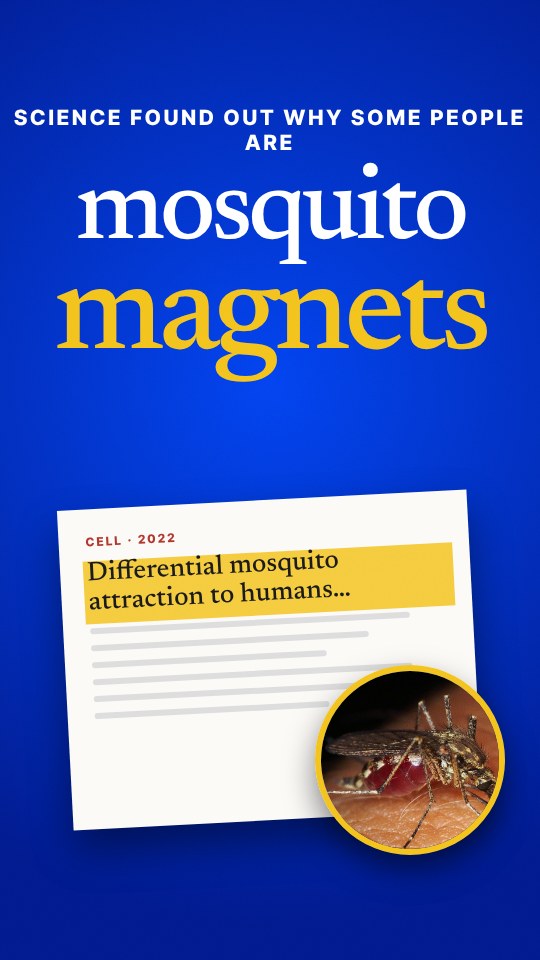 SCIENCE FOUND OUT WHY SOME PEOPLE
ARE
mosquito
magnets
CELL · 2022
Differential mosquito
attraction to humans...